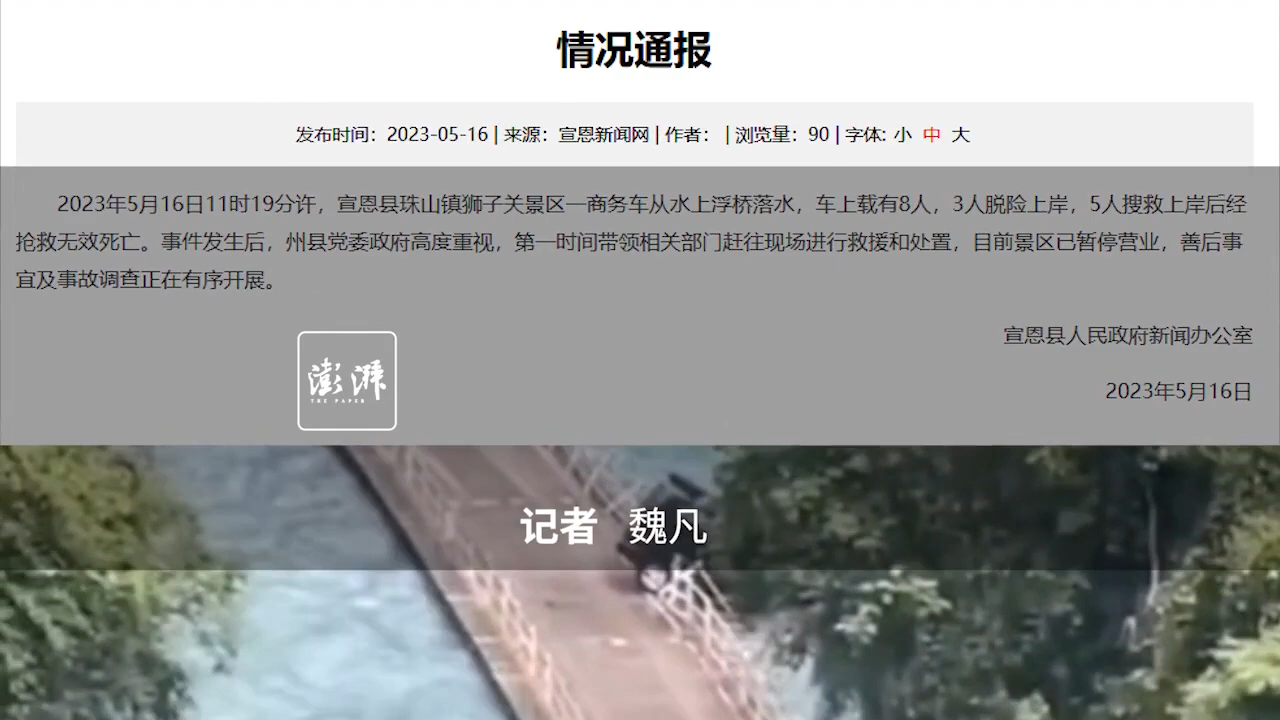 情况通报
发布时间：2023-05-16 | 来源：宣恩新闻网 | 作者： | 浏览量：90 | 字体: 小 中 大
2023年5月16日11时19分许，宣恩县珠山镇狮子关景区一商务车从水上浮桥落水，车上载有8人，3人脱险上岸，5人搜救上岸后经
抢救无效死亡。事件发生后，州县党委政府高度重视，第一时间带领相关部门赶往现场进行救援和处置，目前景区已暂停营业，善后事
宜及事故调查正在有序开展。
宣恩县人民政府新闻办公室
澎湃
THE PAPER
2023年5月16日
记者 魏凡